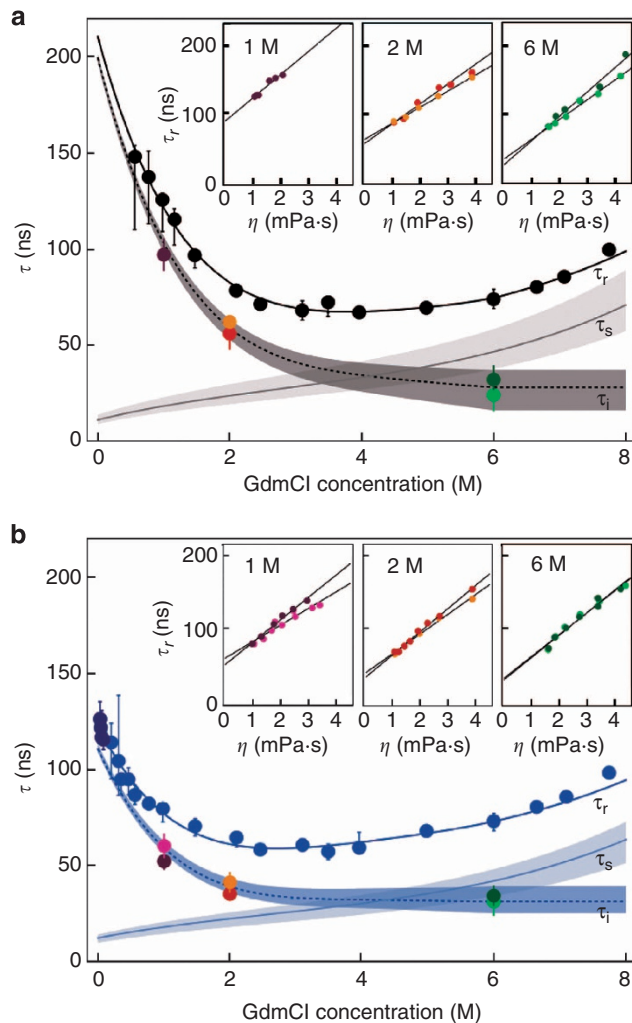 a
200
150
100
50
0
τ (ns)
0 2 4 6 8
GdmCl concentration (M)
200
100
0
τr (ns)
1 M
2 M
6 M
0 1 2 3 4
0 1 2 3 4
0 1 2 3 4
η (mPa·s)
η (mPa·s)
η (mPa·s)
τr
τs
τi
b
200
150
100
50
0
τ (ns)
0 2 4 6 8
GdmCl concentration (M)
200
100
0
τr (ns)
1 M
2 M
6 M
0 1 2 3 4
0 1 2 3 4
0 1 2 3 4
η (mPa·s)
η (mPa·s)
η (mPa·s)
τr
τs
τi